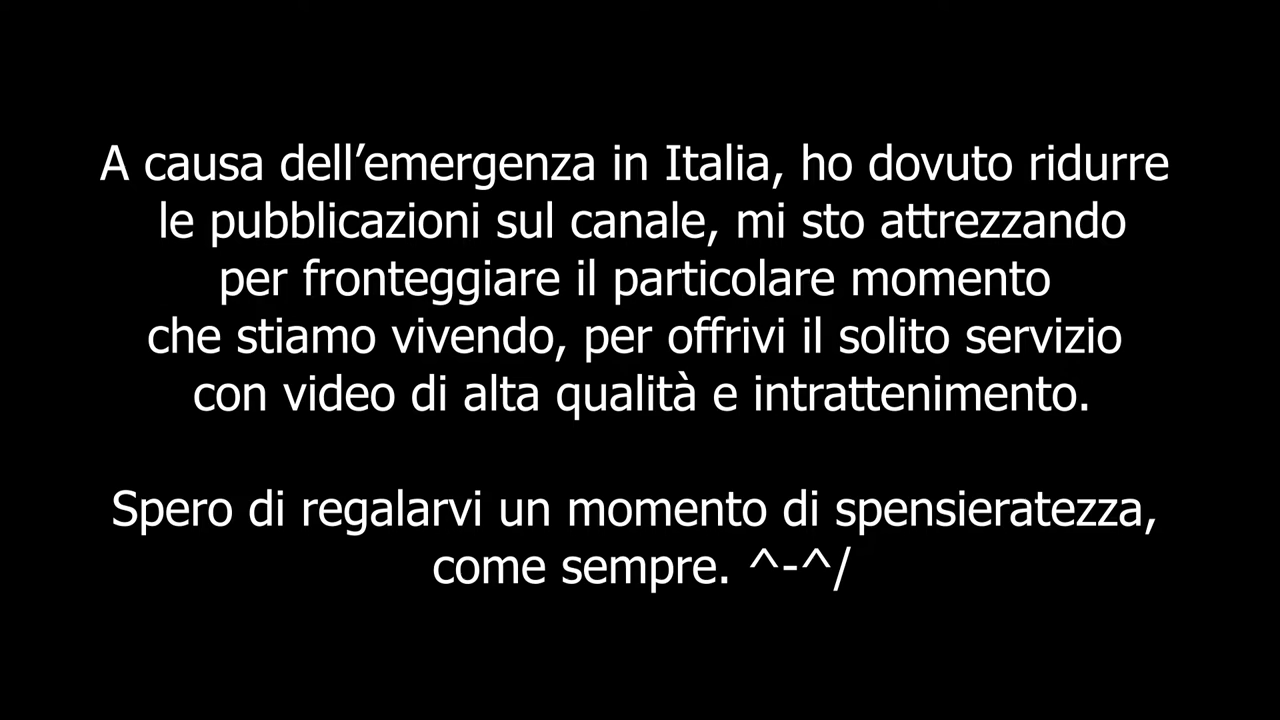 A causa dell’emergenza in Italia, ho dovuto ridurre
le pubblicazioni sul canale, mi sto attrezzando
per fronteggiare il particolare momento
che stiamo vivendo, per offrivi il solito servizio
con video di alta qualità e intrattenimento.
Spero di regalarvi un momento di spensieratezza,
come sempre. ^-^/